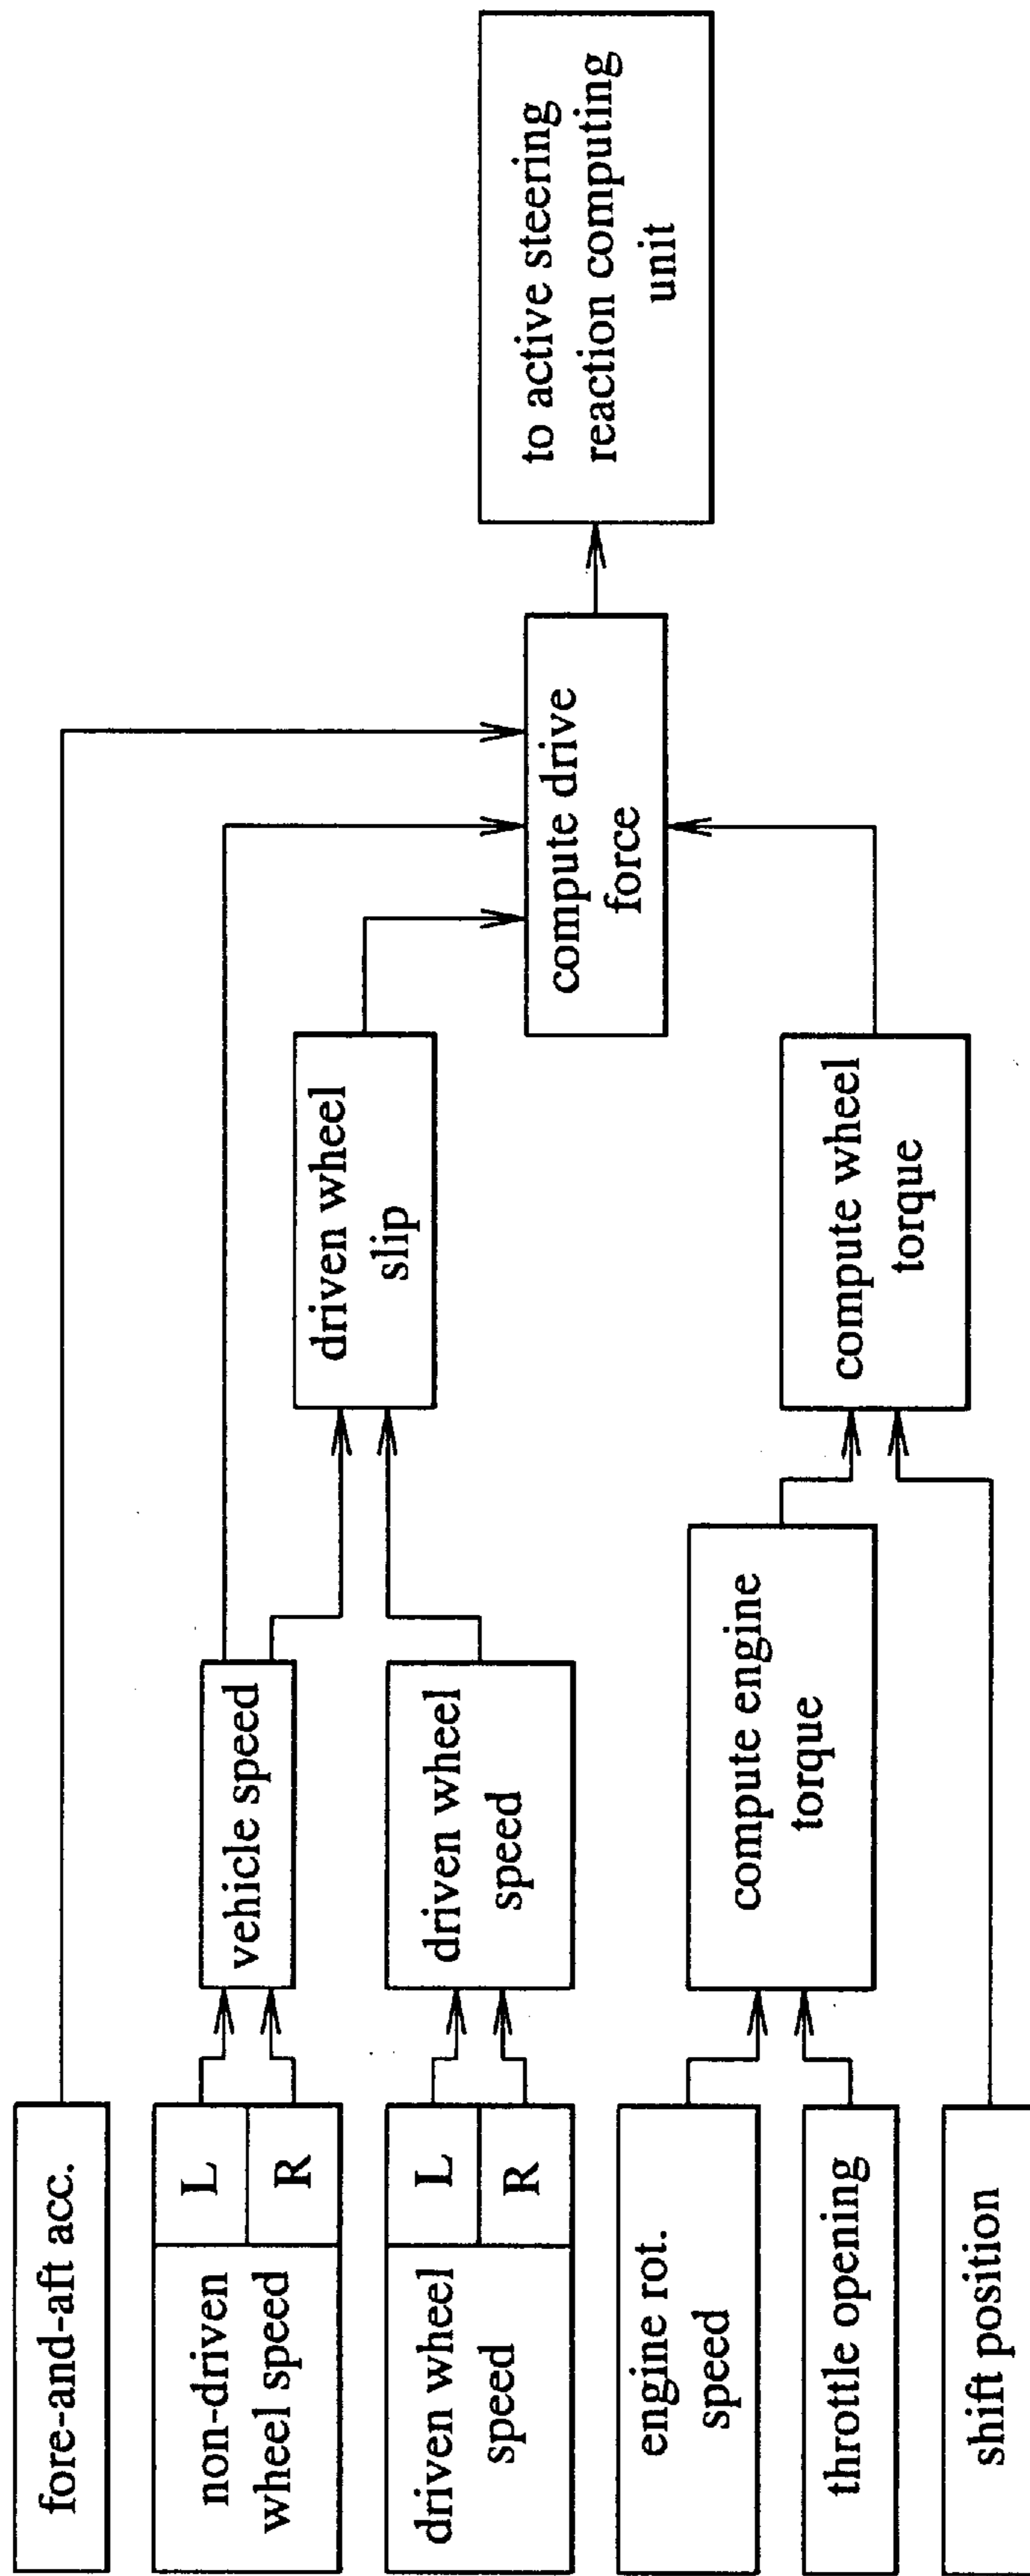 fore-and-aft acc.
non-driven
wheel speed
L
R
driven wheel
speed
L
R
engine rot.
speed
throttle opening
shift position
vehicle speed
driven wheel
speed
compute engine
torque
driven wheel
slip
compute wheel
torque
compute drive
force
to active steering
reaction computing
unit